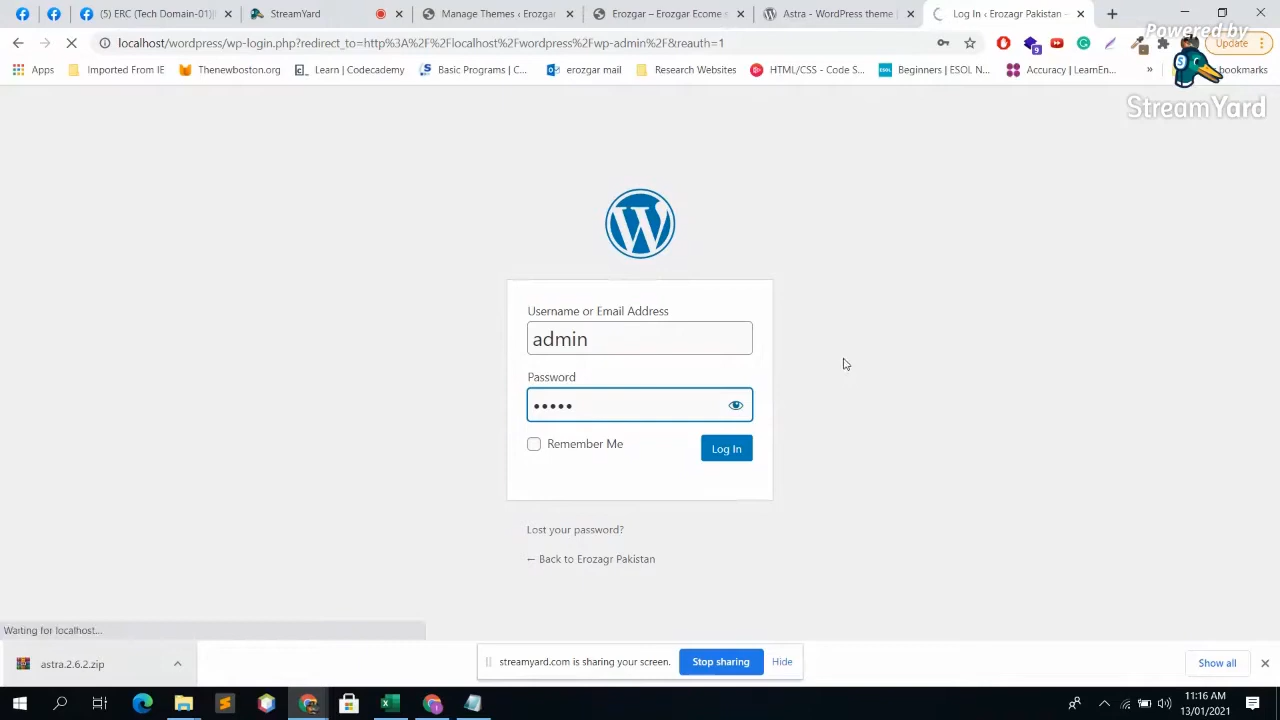 (5) ERC (Tech Domain-01)
StreamYard
Manage Themes ‹ Erozgar
Erozgar – Erozgar Ecome s
Astra - WordPress theme
Log In ‹ Erozagr Pakistan –
localhost/wordpress/wp-login.php?redirect_to=http%3A%2F%2Flocalhost%2Fwordpress%2Fwp-admin%2F&reauth=1
9
Update
Powered by
S
StreamYard
Apps
Imported From IE
Thenewboston.org
Learn | Codecademy
Basic Programs | C...
erozgar mail
Research Websites
HTML/CSS - Code S...
Beginners | ESOL N...
Accuracy | LearnEn...
»
bookmarks
Username or Email Address
admin
Password
•••••
Remember Me
Log In
Lost your password?
← Back to Erozagr Pakistan
Waiting for localhost...
astra.2.6.2.zip
streamyard.com is sharing your screen.
Stop sharing
Hide
Show all
11:16 AM
13/01/2021